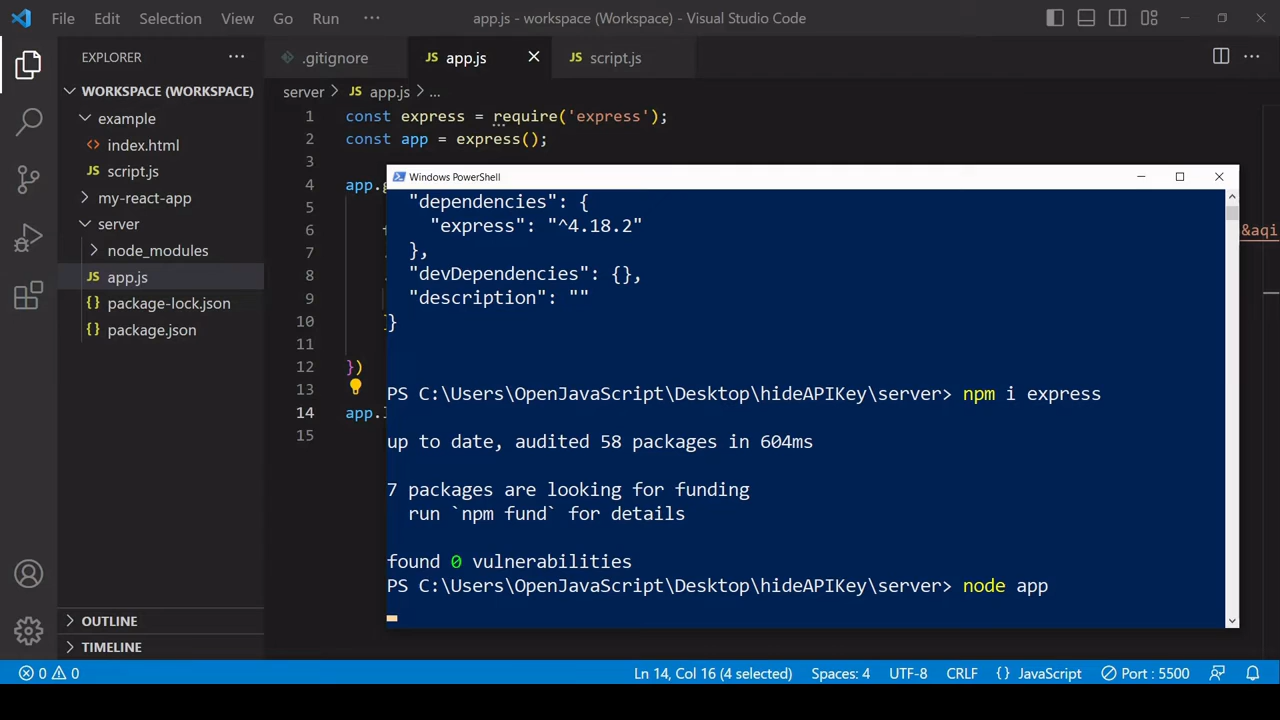 File Edit Selection View Go Run ··· app.js - workspace (Workspace) - Visual Studio Code
EXPLORER ···
.gitignore
JS app.js
JS script.js
WORKSPACE (WORKSPACE)
example
index.html
JS script.js
my-react-app
server
node_modules
JS app.js
{} package-lock.json
{} package.json
OUTLINE
TIMELINE
server > JS app.js > ...
1 const express = require('express');
2 const app = express();
3
4 app.g
5
6
7
8
9
10
11
12 })
13
14 app.l
15
&aqi
Windows PowerShell
"dependencies": {
"express": "^4.18.2"
},
"devDependencies": {},
"description": ""
}
PS C:\Users\OpenJavaScript\Desktop\hideAPIKey\server> npm i express
up to date, audited 58 packages in 604ms
7 packages are looking for funding
run `npm fund` for details
found 0 vulnerabilities
PS C:\Users\OpenJavaScript\Desktop\hideAPIKey\server> node app
0 0 Ln 14, Col 16 (4 selected) Spaces: 4 UTF-8 CRLF {} JavaScript Port : 5500